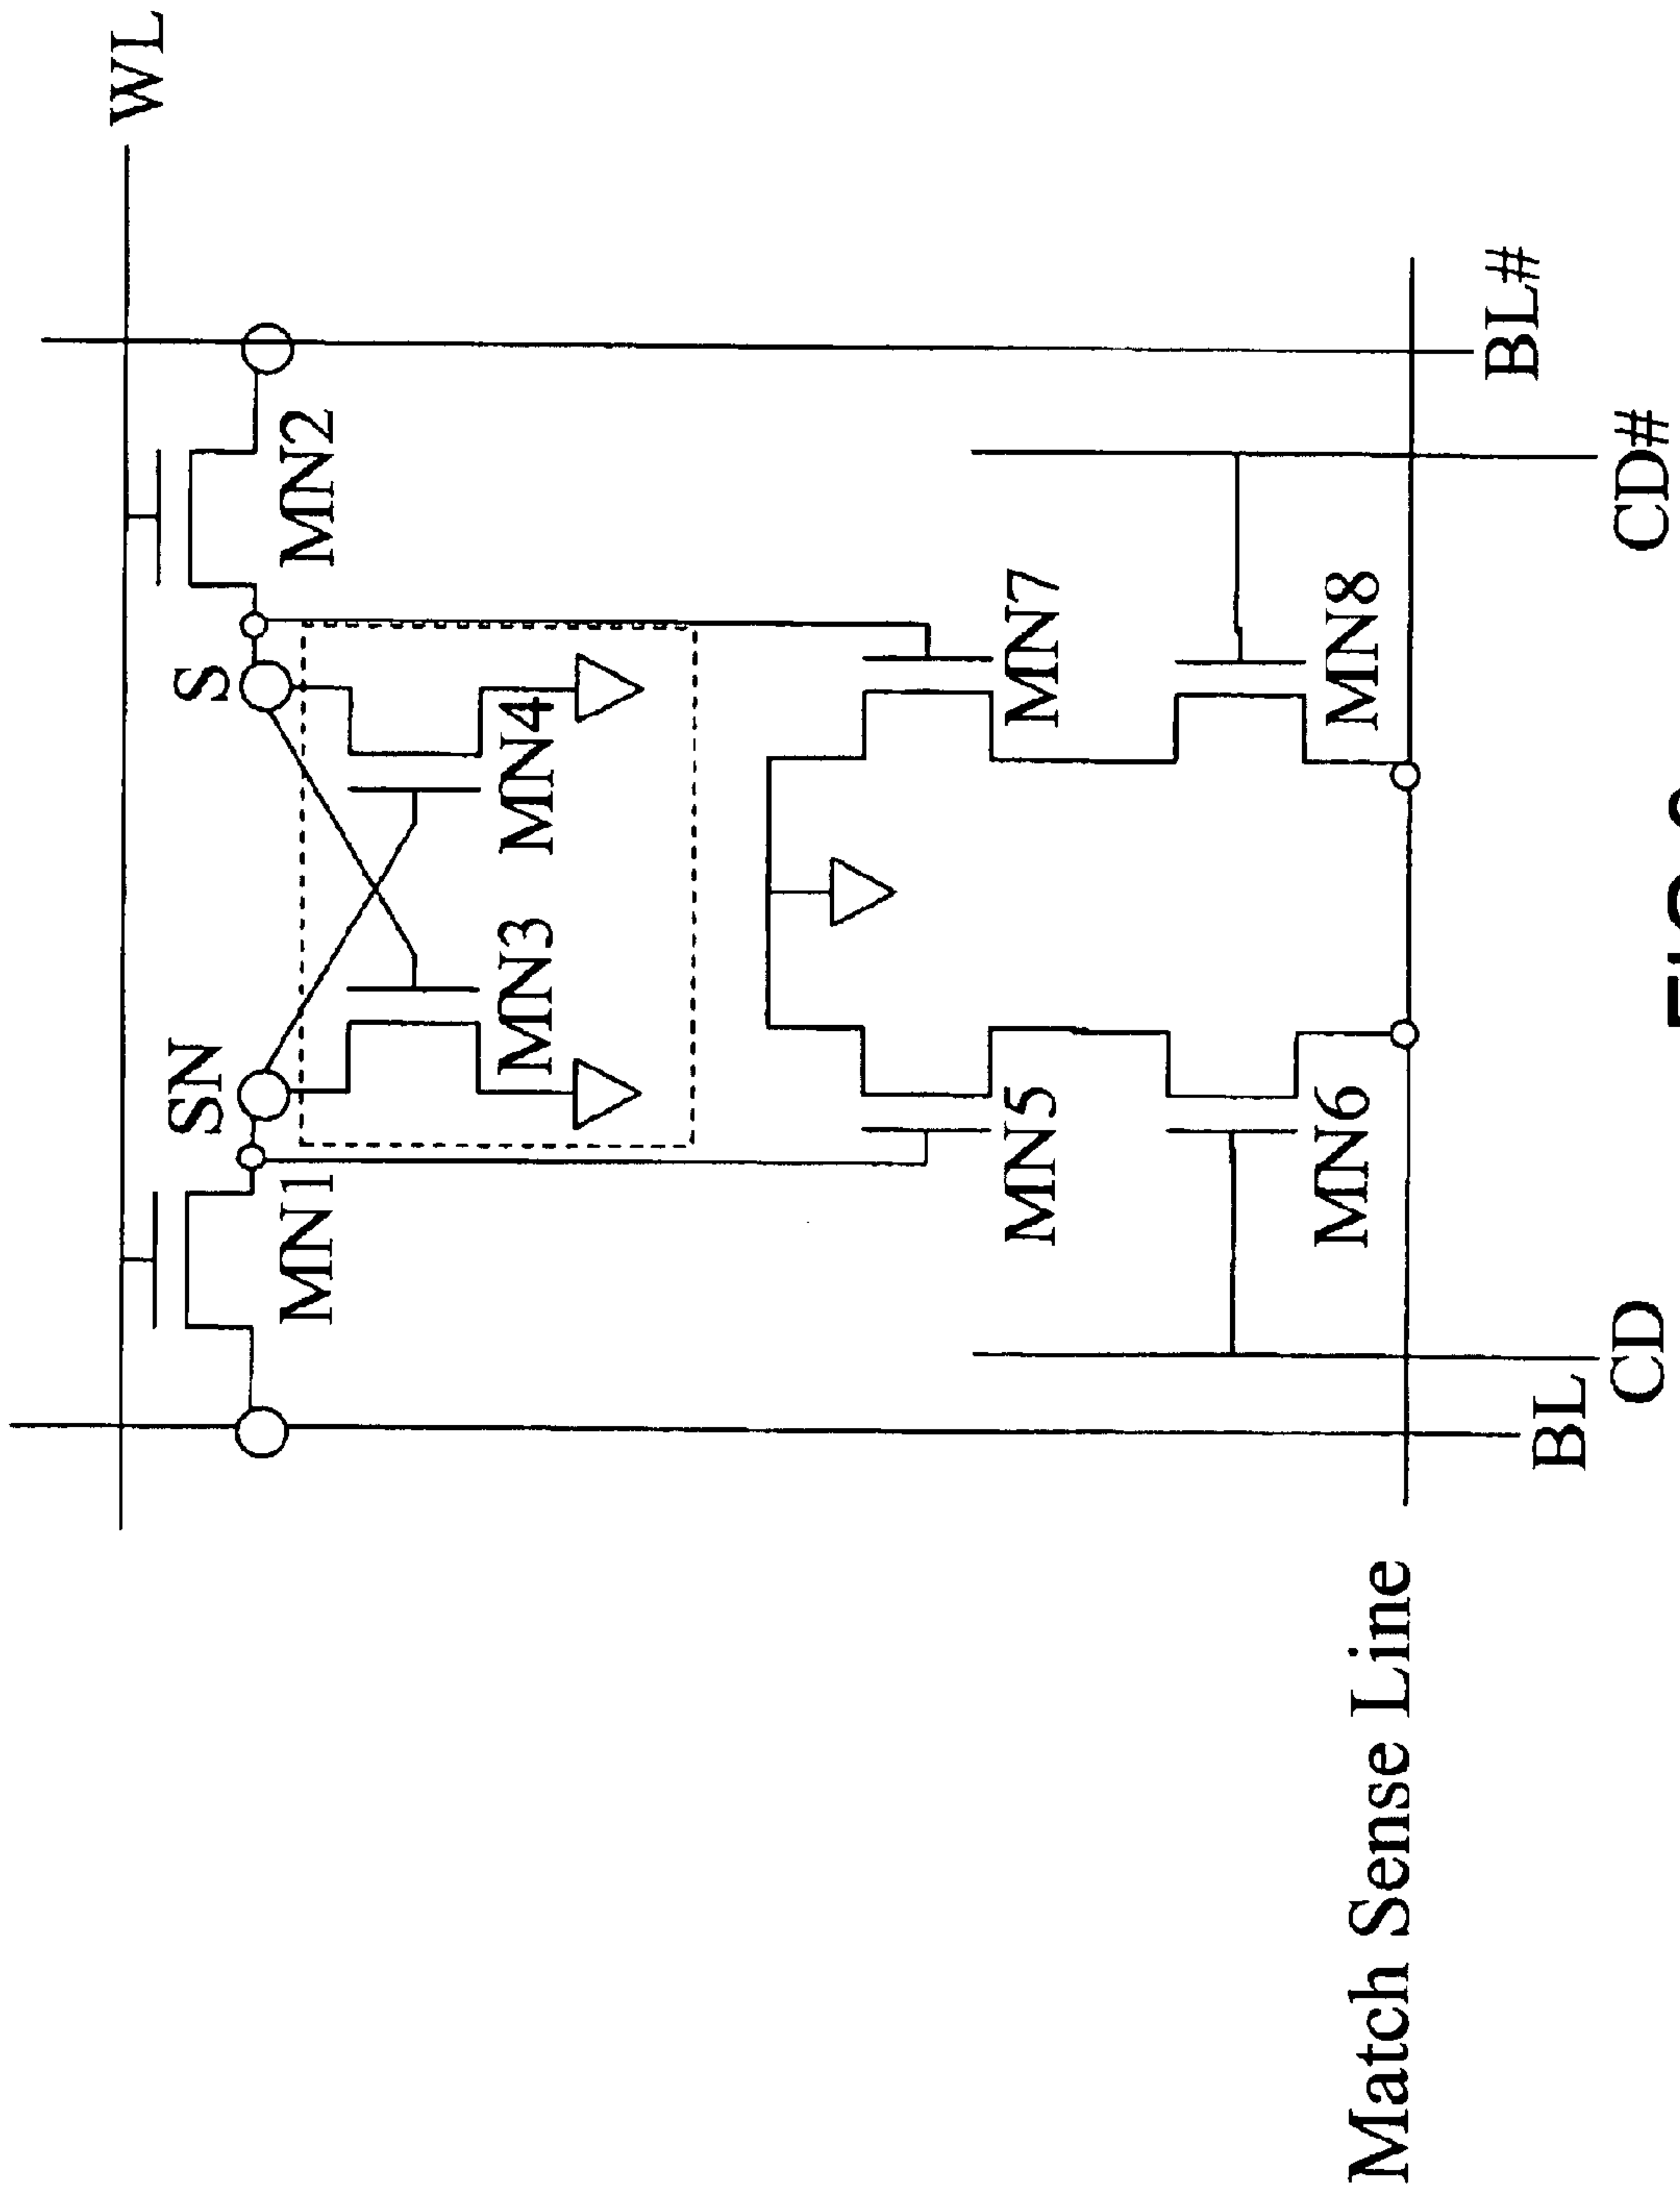 WL
MN1
SN
S
MN2
MN3
MN4
MN5
MN7
MN6
MN8
Match Sense Line
BL
BL#
CD
CD#